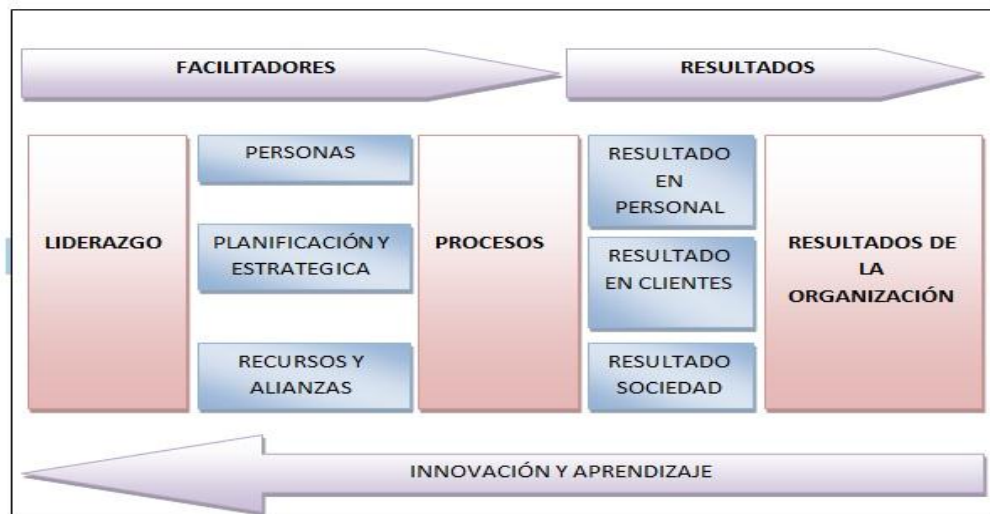 FACILITADORES
RESULTADOS
LIDERAZGO
PERSONAS
PLANIFICACIÓN Y
ESTRATEGICA
RECURSOS Y
ALIANZAS
PROCESOS
RESULTADO
EN
PERSONAL
RESULTADO
EN CLIENTES
RESULTADO
SOCIEDAD
RESULTADOS DE
LA
ORGANIZACIÓN
INNOVACIÓN Y APRENDIZAJE